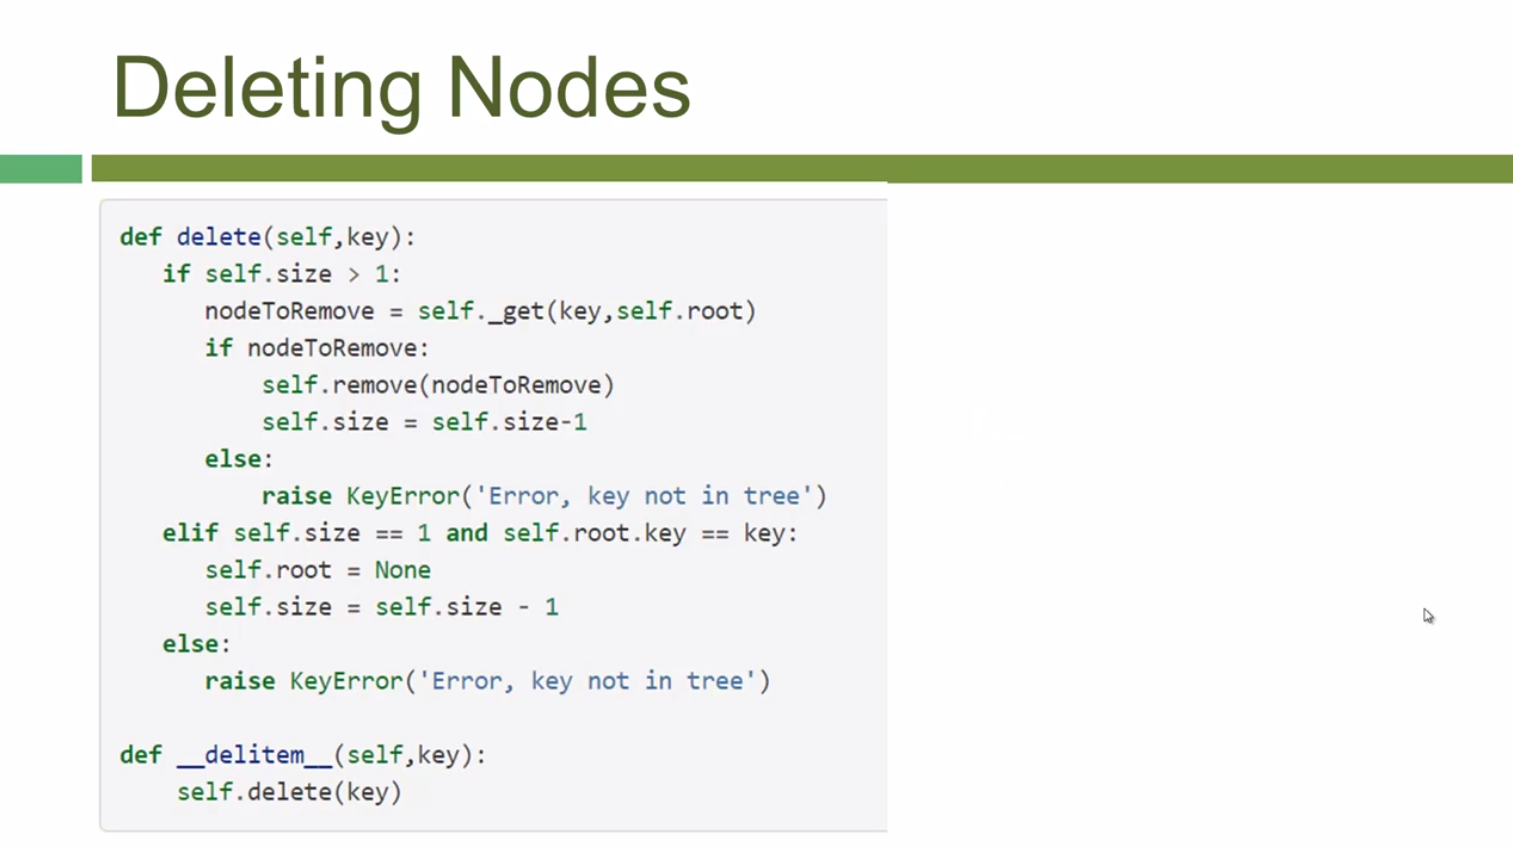 Deleting Nodes
def delete(self,key):
   if self.size > 1:
      nodeToRemove = self._get(key,self.root)
      if nodeToRemove:
          self.remove(nodeToRemove)
          self.size = self.size-1
      else:
          raise KeyError('Error, key not in tree')
   elif self.size == 1 and self.root.key == key:
      self.root = None
      self.size = self.size - 1
   else:
      raise KeyError('Error, key not in tree')

def __delitem__(self,key):
    self.delete(key)